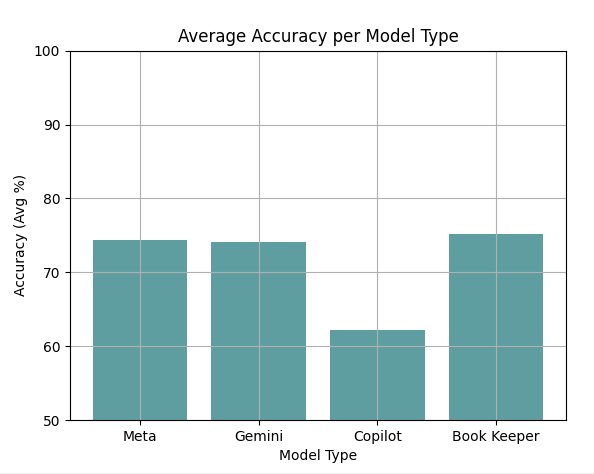 Average Accuracy per Model Type
100
90
80
70
60
50
Accuracy (Avg %)
Meta Gemini Copilot Book Keeper
Model Type